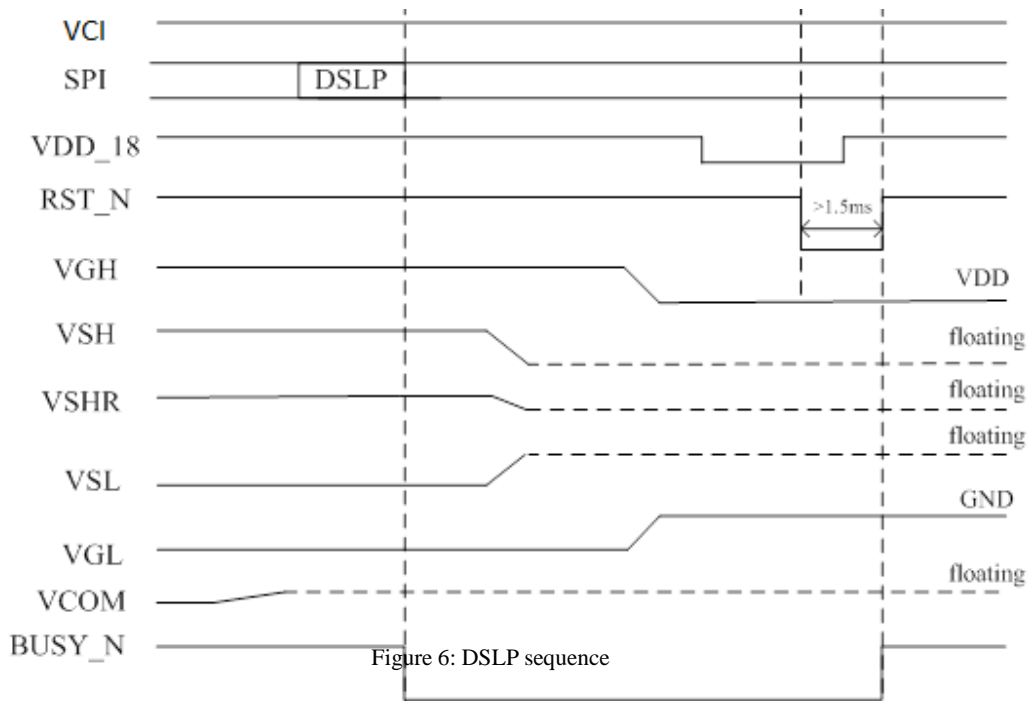 VCI
SPI
DSLP
VDD_18
RST_N
>1.5ms
VGH
VDD
VSH
floating
VSHR
floating
VSL
floating
VGL
GND
VCOM
floating
BUSY_N
Figure 6: DSLP sequence